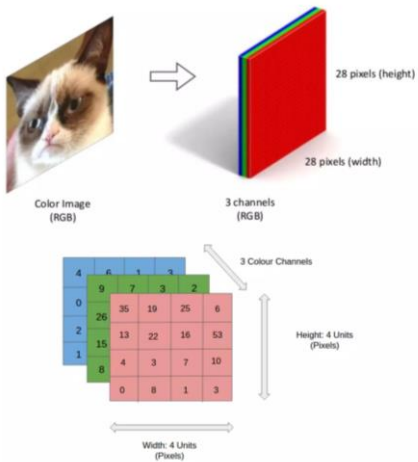 28 pixels (height)
28 pixels (width)
Color Image
(RGB)
3 channels
(RGB)
3 Colour Channels
4 6 1 3
0 9 7 3 2
2 26 35 19 25 6
1 15 13 22 16 53
8 4 3 7 10
0 8 1 3
Height: 4 Units
(Pixels)
Width: 4 Units
(Pixels)